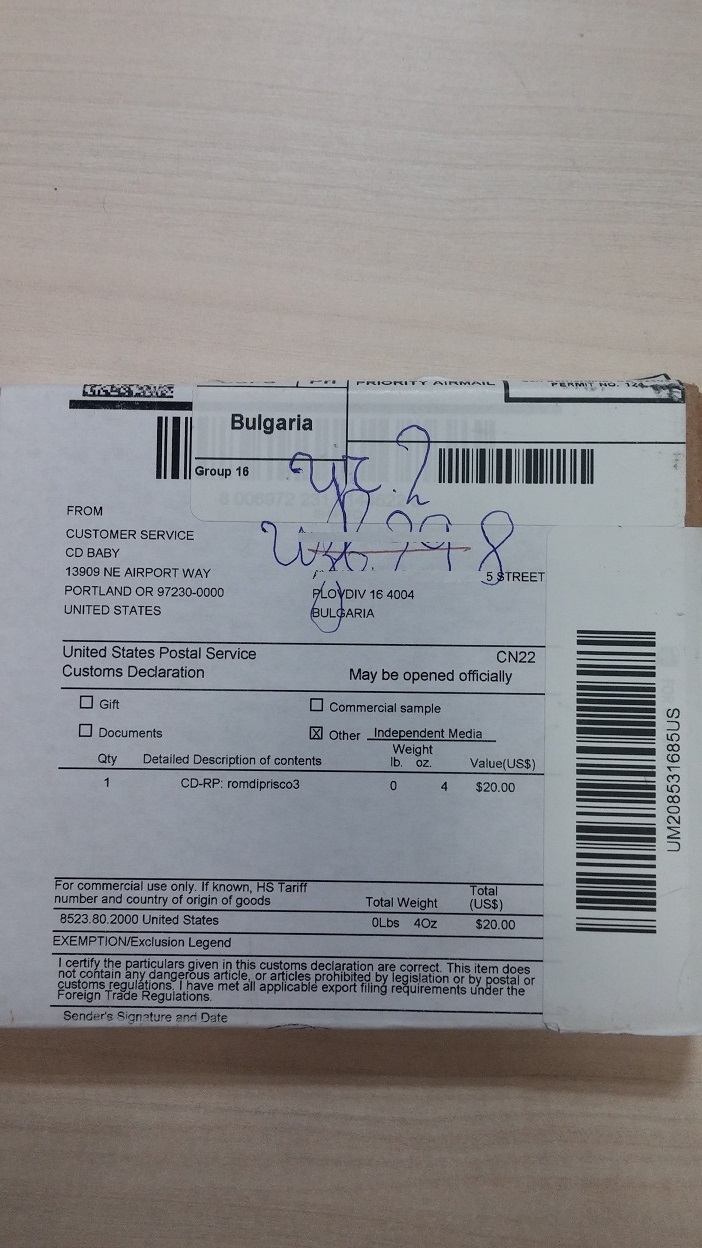 PRIORITY AIRMAIL
PERMIT NO.
Bulgaria
Group 16
FROM
CUSTOMER SERVICE
CD BABY
13909 NE AIRPORT WAY
PORTLAND OR 97230-0000
UNITED STATES
5 STREET
PLOVDIV 16 4004
BULGARIA
United States Postal Service
Customs Declaration
CN22
May be opened officially
Gift
Commercial sample
Documents
X Other Independent Media
Qty Detailed Description of contents Weight lb. oz. Value(US$)
1 CD-RP: romdiprisco3 0 4 $20.00
For commercial use only. If known, HS Tariff
number and country of origin of goods
Total Weight
Total
(US$)
8523.80.2000 United States 0Lbs 4Oz $20.00
EXEMPTION/Exclusion Legend
I certify the particulars given in this customs declaration are correct. This item does
not contain any dangerous article, or articles prohibited by legislation or by postal or
customs regulations. I have met all applicable export filing requirements under the
Foreign Trade Regulations.
Sender's Signature and Date
UM208531685US